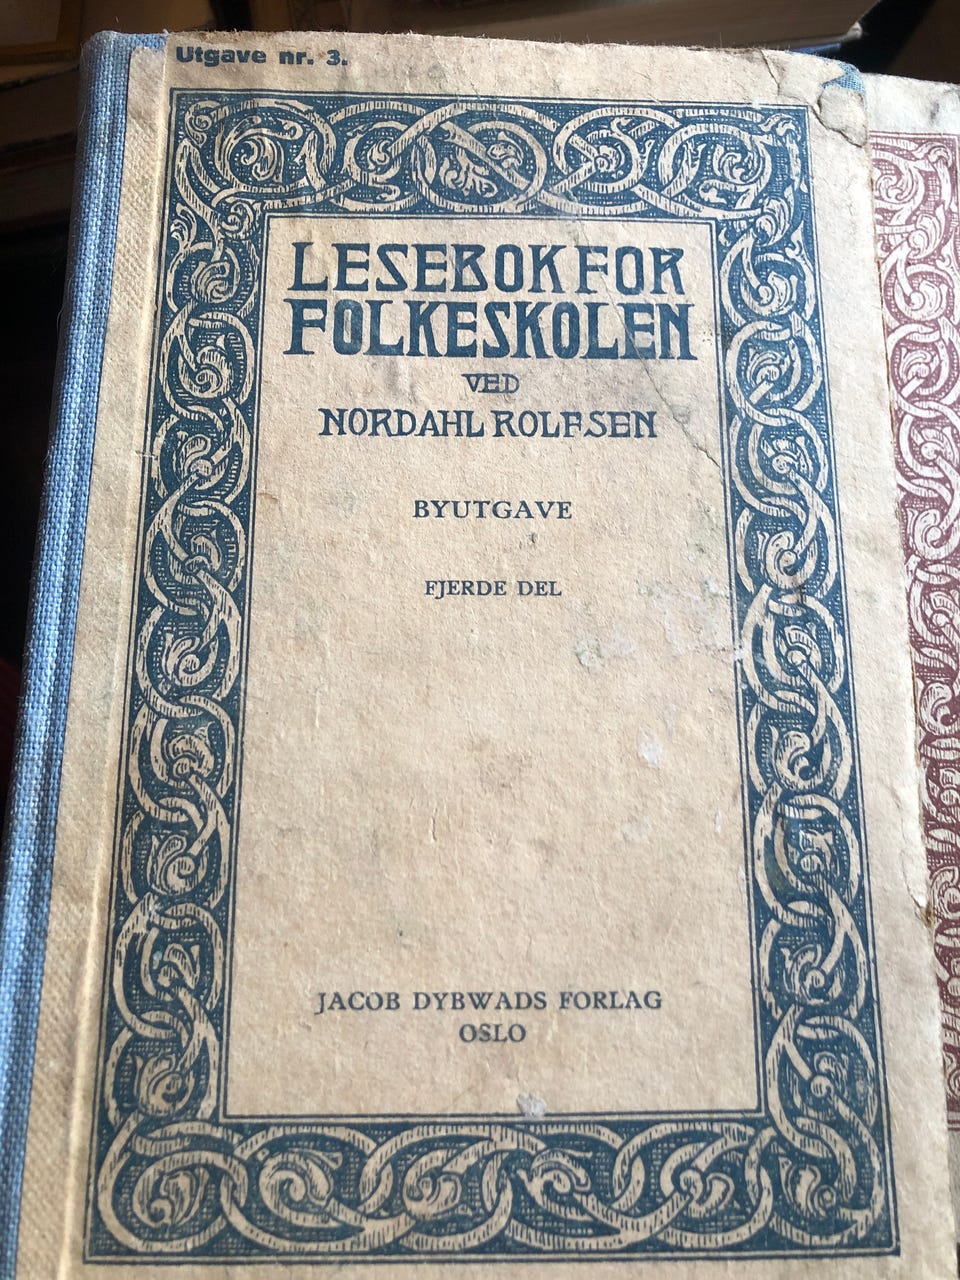 Utgave nr. 3.
LESEBOK FOR
FOLKESKOLEN
VED
NORDAHL ROLFSEN
BYUTGAVE
FJERDE DEL
JACOB DYBWADS FORLAG
OSLO